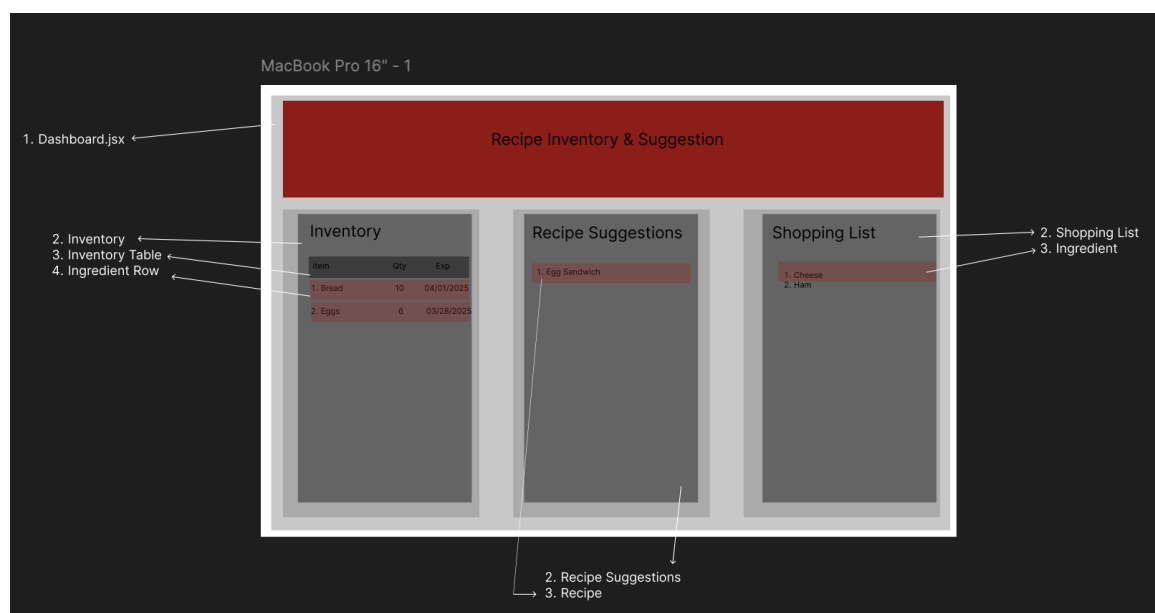 MacBook Pro 16" - 1
1. Dashboard.jsx
Recipe Inventory & Suggestion
2. Inventory
3. Inventory Table
4. Ingredient Row
Inventory
Item Qty Exp
1. Bread 10 04/01/2025
2. Eggs 6 03/28/2025
Recipe Suggestions
1. Egg Sandwich
Shopping List
1. Cheese
2. Ham
2. Shopping List
3. Ingredient
2. Recipe Suggestions
3. Recipe